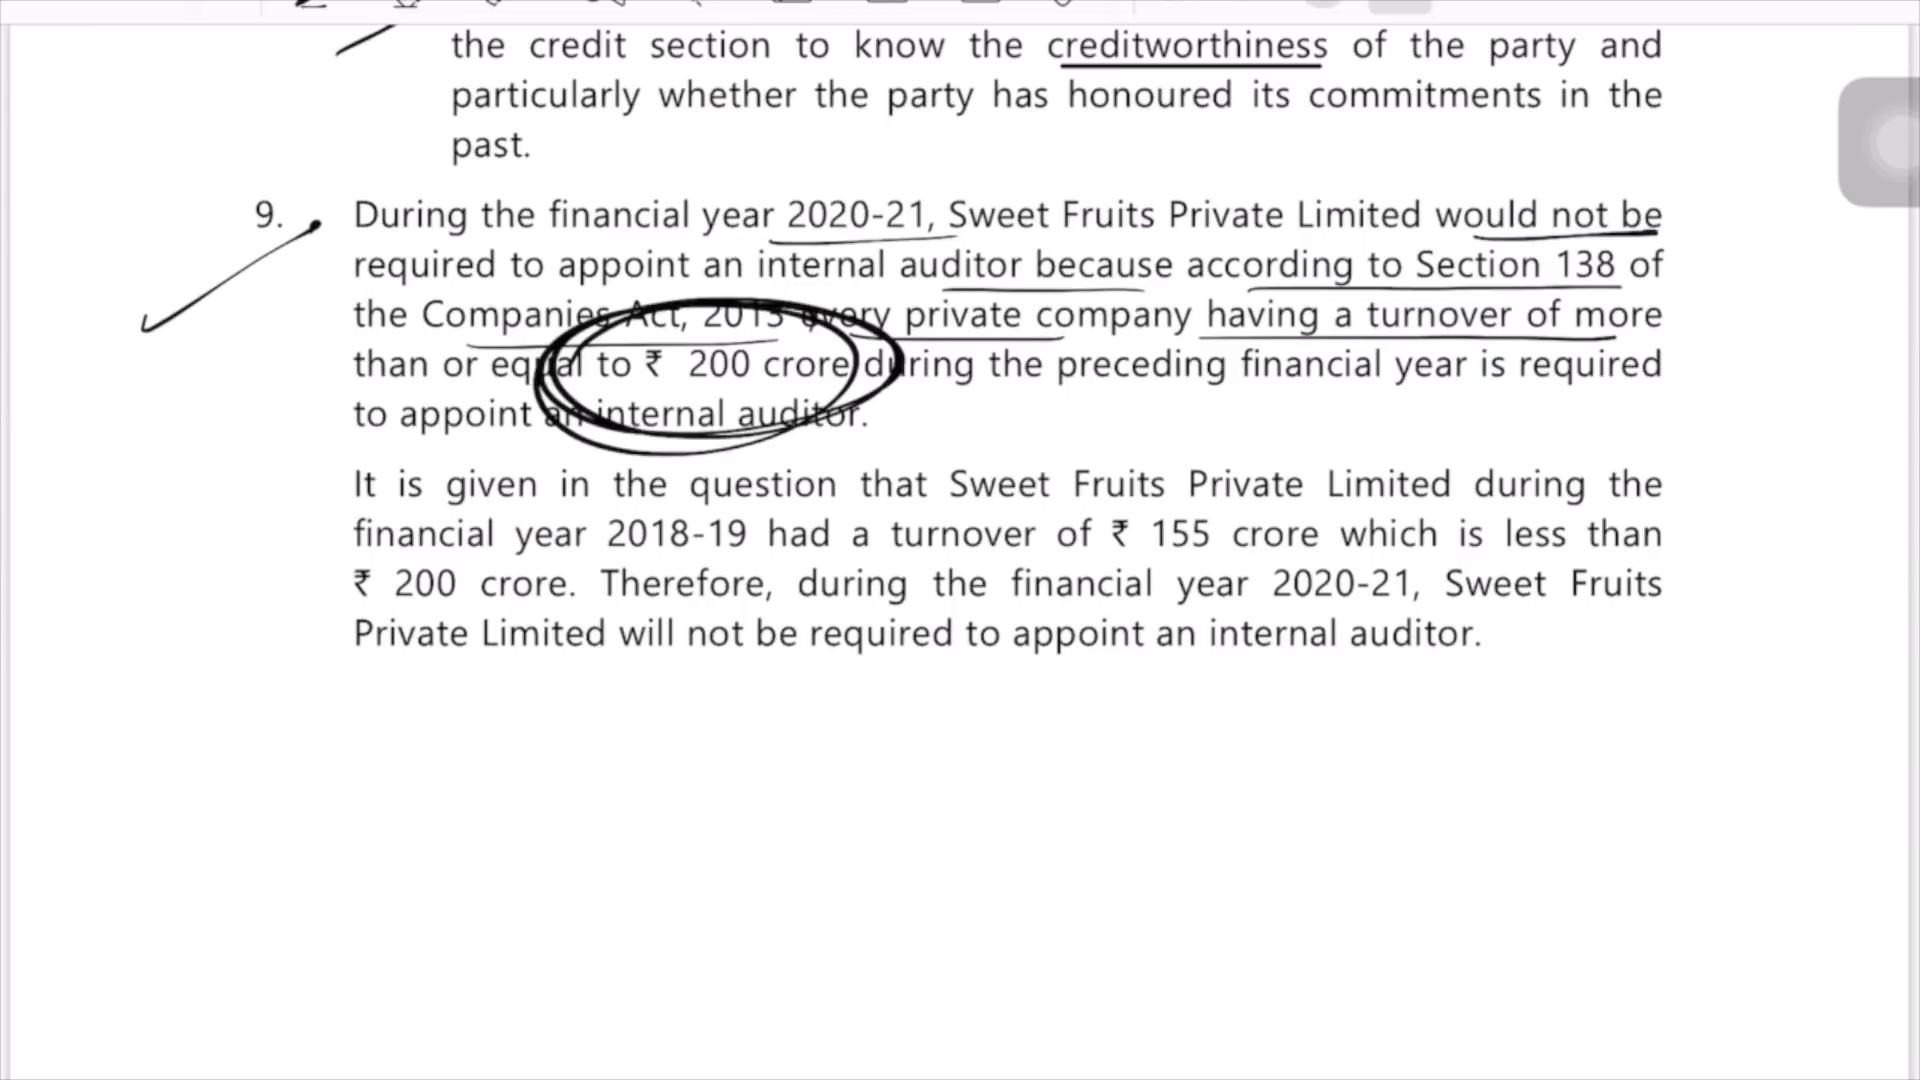 the credit section to know the creditworthiness of the party and
particularly whether the party has honoured its commitments in the
past.
9. During the financial year 2020-21, Sweet Fruits Private Limited would not be
required to appoint an internal auditor because according to Section 138 of
the Companies Act, 2013 every private company having a turnover of more
than or equal to ₹ 200 crore during the preceding financial year is required
to appoint an internal auditor.
It is given in the question that Sweet Fruits Private Limited during the
financial year 2018-19 had a turnover of ₹ 155 crore which is less than
₹ 200 crore. Therefore, during the financial year 2020-21, Sweet Fruits
Private Limited will not be required to appoint an internal auditor.